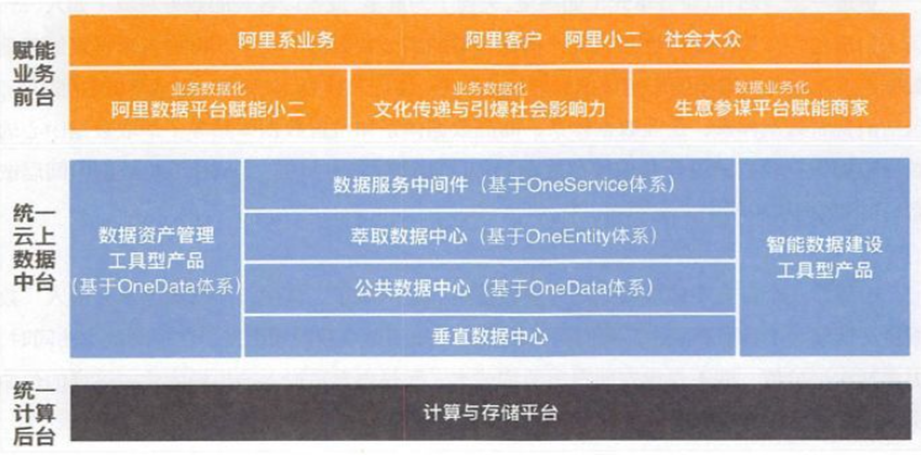 赋能
业务
前台
阿里系业务 阿里客户 阿里小二 社会大众
业务数据化
阿里数据平台赋能小二
业务数据化
文化传递与引爆社会影响力
数据业务化
生意参谋平台赋能商家
统一
云上
数据
中台
数据资产管理
工具型产品
(基于OneData体系)
数据服务中间件(基于OneService体系)
萃取数据中心(基于OneEntity体系)
公共数据中心(基于OneData体系)
垂直数据中心
智能数据建设
工具型产品
统一
计算
后台
计算与存储平台